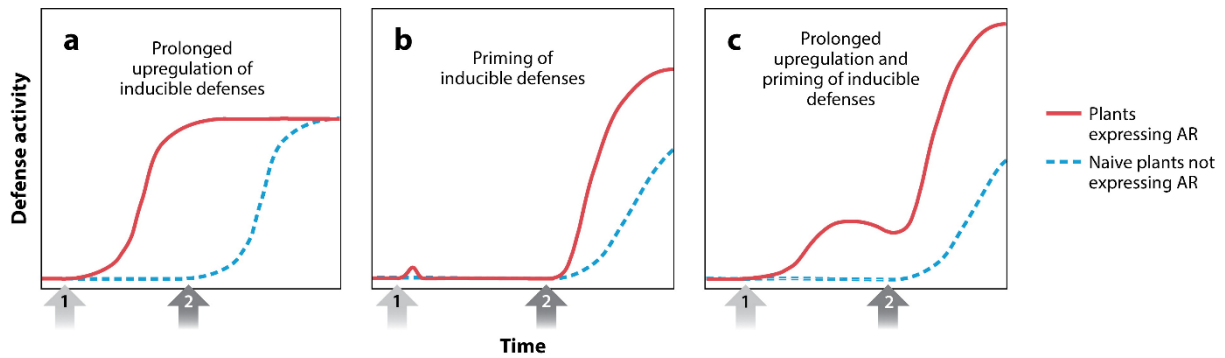 a
Prolonged
upregulation of
inducible defenses
b
Priming of
inducible defenses
c
Prolonged
upregulation and
priming of inducible
defenses
Defense activity
Plants
expressing AR
Naive plants not
expressing AR
1
2
1
2
1
2
Time